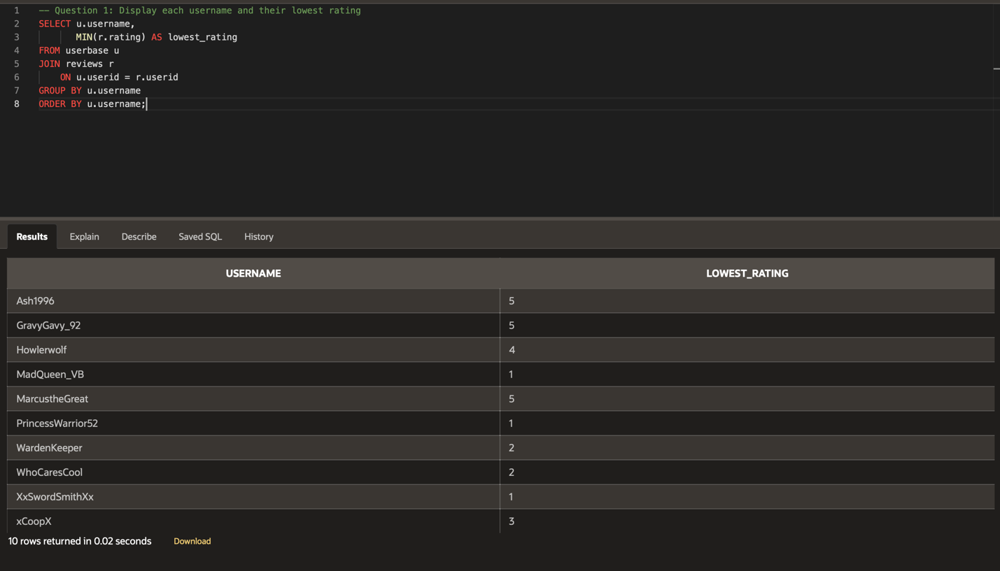 1 -- Question 1: Display each username and their lowest rating
2 SELECT u.username,
3 MIN(r.rating) AS lowest_rating
4 FROM userbase u
5 JOIN reviews r
6 ON u.userid = r.userid
7 GROUP BY u.username
8 ORDER BY u.username;
Results Explain Describe Saved SQL History
USERNAME LOWEST_RATING
Ash1996 5
GravyGavy_92 5
Howlerwolf 4
MadQueen_VB 1
MarcustheGreat 5
PrincessWarrior52 1
WardenKeeper 2
WhoCaresCool 2
XxSwordSmithXx 1
xCoopX 3
10 rows returned in 0.02 seconds Download